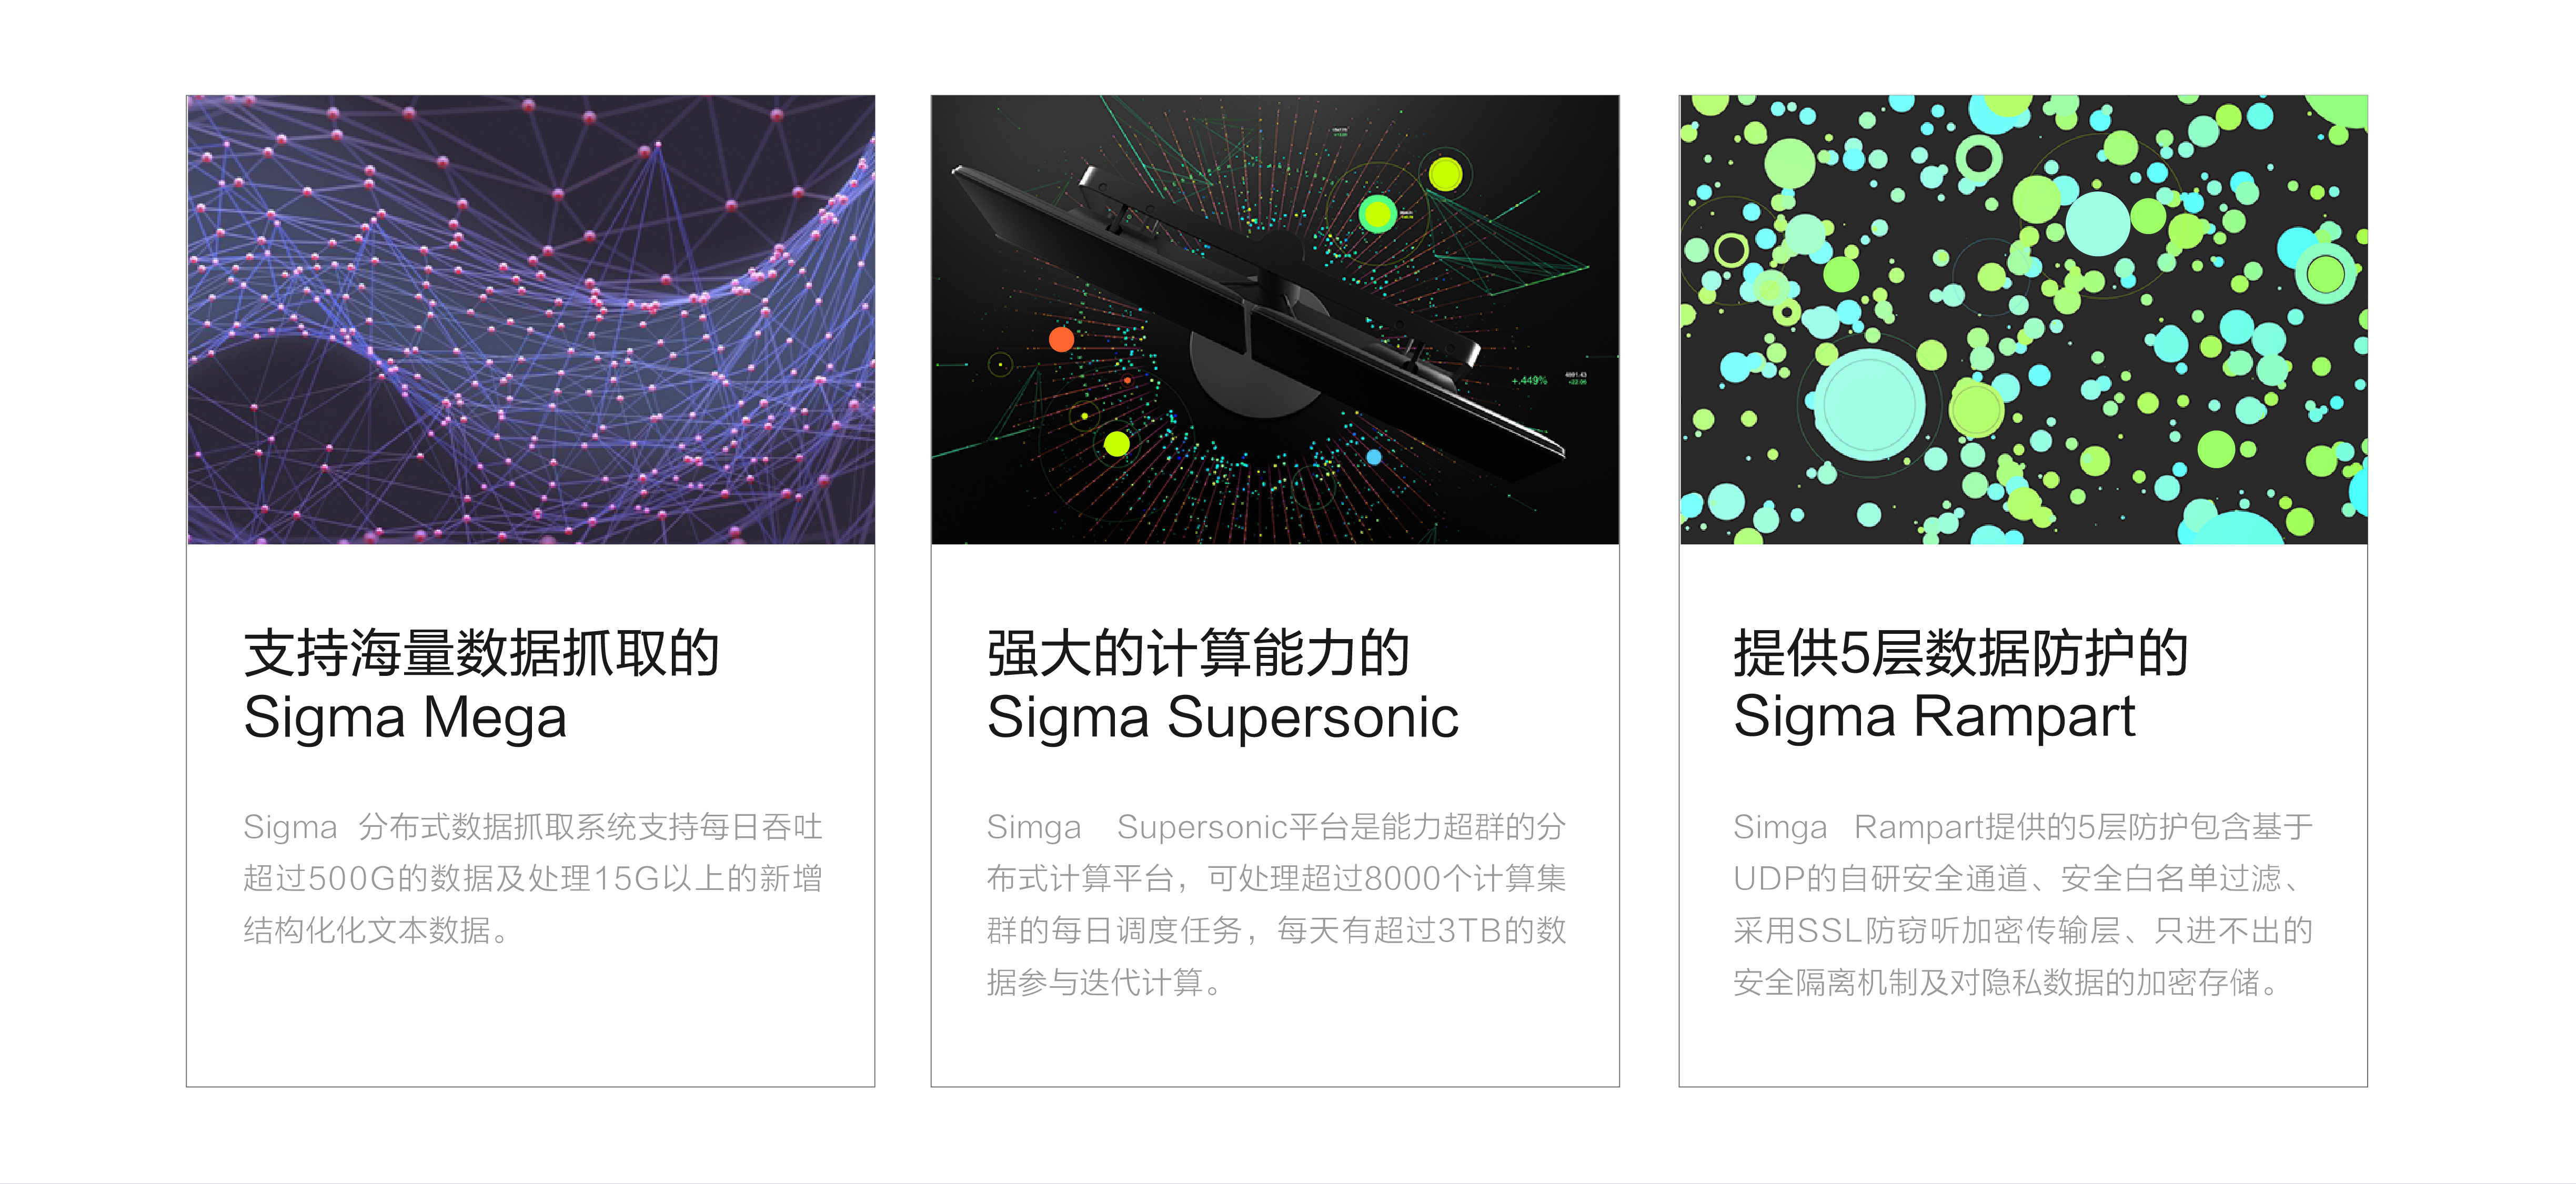 +.449%
4891.43
+22.06
支持海量数据抓取的
Sigma Mega
Sigma 分布式数据抓取系统支持每日吞吐
超过500G的数据及处理15G以上的新增
结构化化文本数据。
强大的计算能力的
Sigma Supersonic
Simga Supersonic平台是能力超群的分
布式计算平台，可处理超过8000个计算集
群的每日调度任务，每天有超过3TB的数
据参与迭代计算。
提供5层数据防护的
Sigma Rampart
Simga Rampart提供的5层防护包含基于
UDP的自研安全通道、安全白名单过滤、
采用SSL防窃听加密传输层、只进不出的
安全隔离机制及对隐私数据的加密存储。